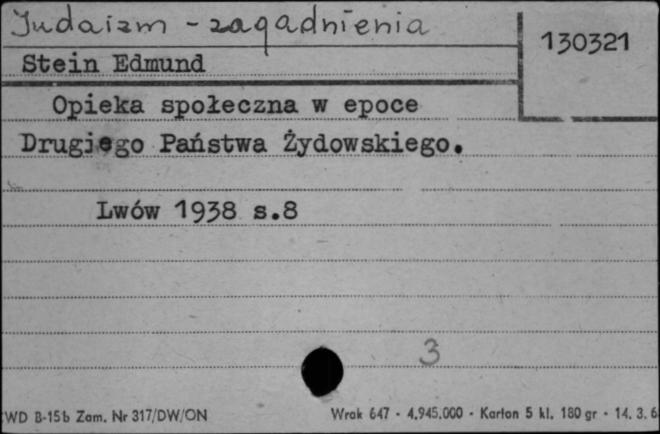 Judaizm - zagadnienia
130321
Stein Edmund
Opieka społeczna w epoce
Drugiego Państwa Żydowskiego.
Lwów 1938 s.8
3
WD B-15b Zam. Nr 317/DW/ON Wrak 647 - 4.945.000 - Karton 5 kl. 180 gr - 14. 3. 6